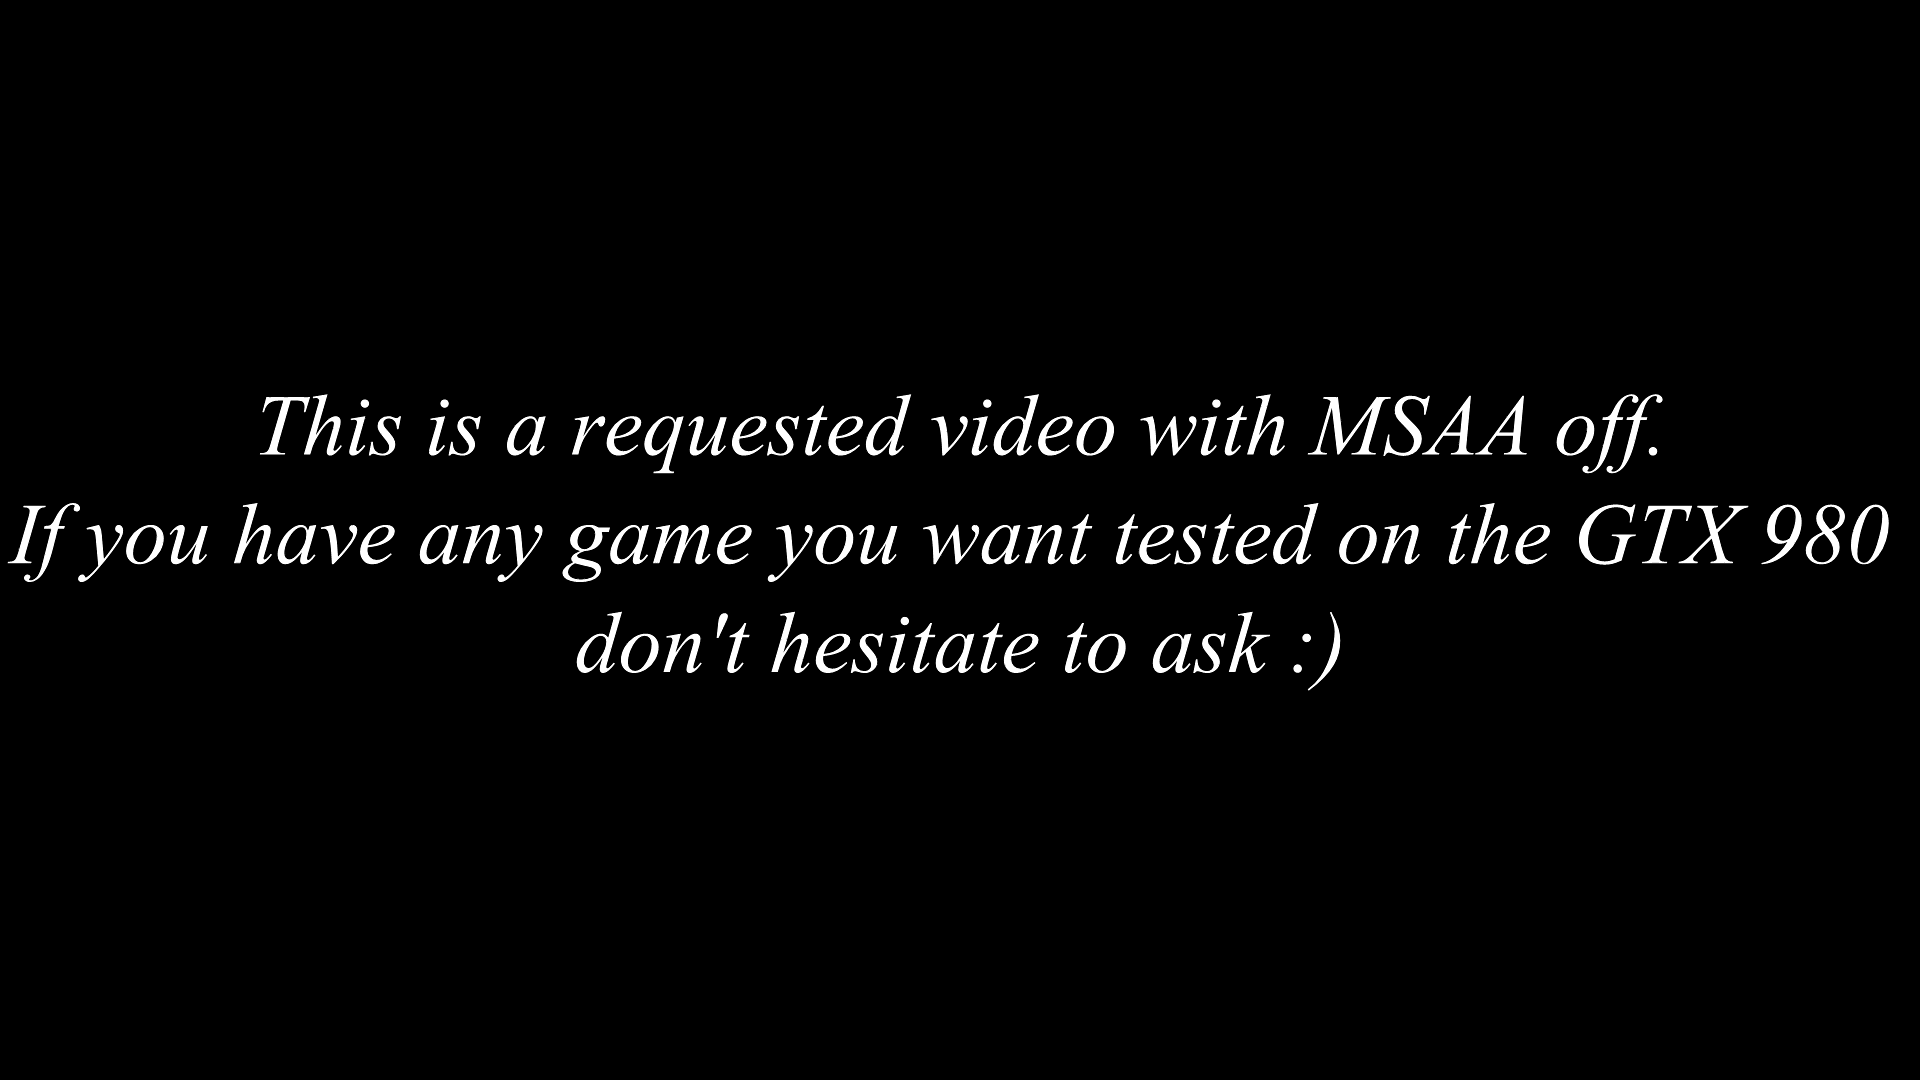 This is a requested video with MSAA off.
If you have any game you want tested on the GTX 980
don't hesitate to ask :)